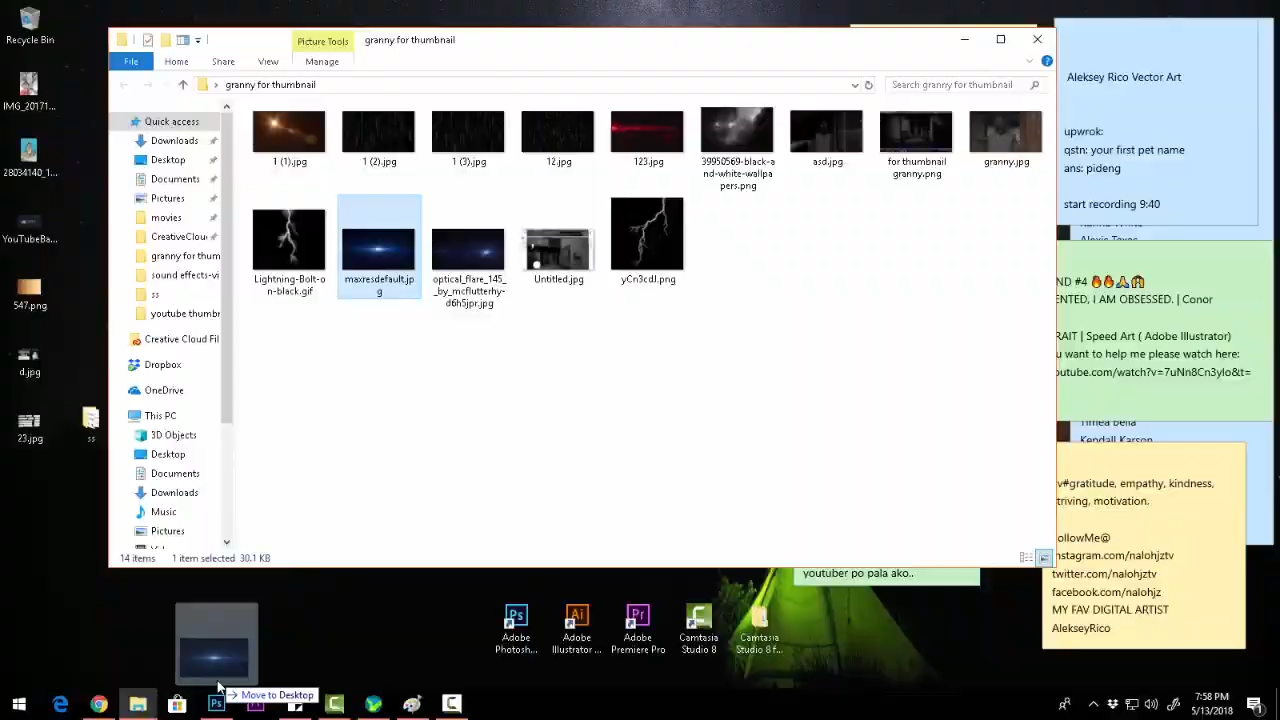 Recycle Bin
IMG_20171...
28034140_1...
YouTubeBa...
547.png
d.jpg
23.jpg
ss
Picture Tools
granny for thumbnail
File
Home
Share
View
Manage
granny for thumbnail
Search granny for thumbnail
Quick access
Downloads
Desktop
Documents
Pictures
movies
CreativeCloud
granny for thum
sound effects-vi
ss
youtube thumbr
Creative Cloud Fil
Dropbox
OneDrive
This PC
3D Objects
Desktop
Documents
Downloads
Music
Pictures
1 (1).jpg
1 (2).jpg
1 (3).jpg
12.jpg
123.jpg
39950569-black-a
nd-white-wallpa
pers.png
asd.jpg
for thumbnail
granny.png
granny.jpg
Lightning-Bolt-o
n-black.gif
maxresdefault.jp
g
optical_flare_145_
_by_mcflutterhy-
d6h5jpr.jpg
Untitled.jpg
yCn3cdJ.png
14 items
1 item selected 30.1 KB
Aleksey Rico Vector Art
upwrok:
qstn: your first pet name
ans: pideng
start recording 9:40
ND #4 🔥🔥🙏
ENTED, I AM OBSESSED. | Conor
RAIT | Speed Art ( Adobe Illustrator)
u want to help me please watch here:
outube.com/watch?v=7uNn8Cn3ylo&t=
Kendall Karson
v#gratitude, empathy, kindness,
triving, motivation.
ollowMe@
nstagram.com/nalohjztv
twitter.com/nalohjztv
facebook.com/nalohjz
MY FAV DIGITAL ARTIST
AlekseyRico
youtuber po pala ako..
Adobe
Photosh...
Adobe
Illustrator ...
Adobe
Premiere Pro
Camtasia
Studio 8
Camtasia
Studio 8 f...
Move to Desktop
7:58 PM
5/13/2018